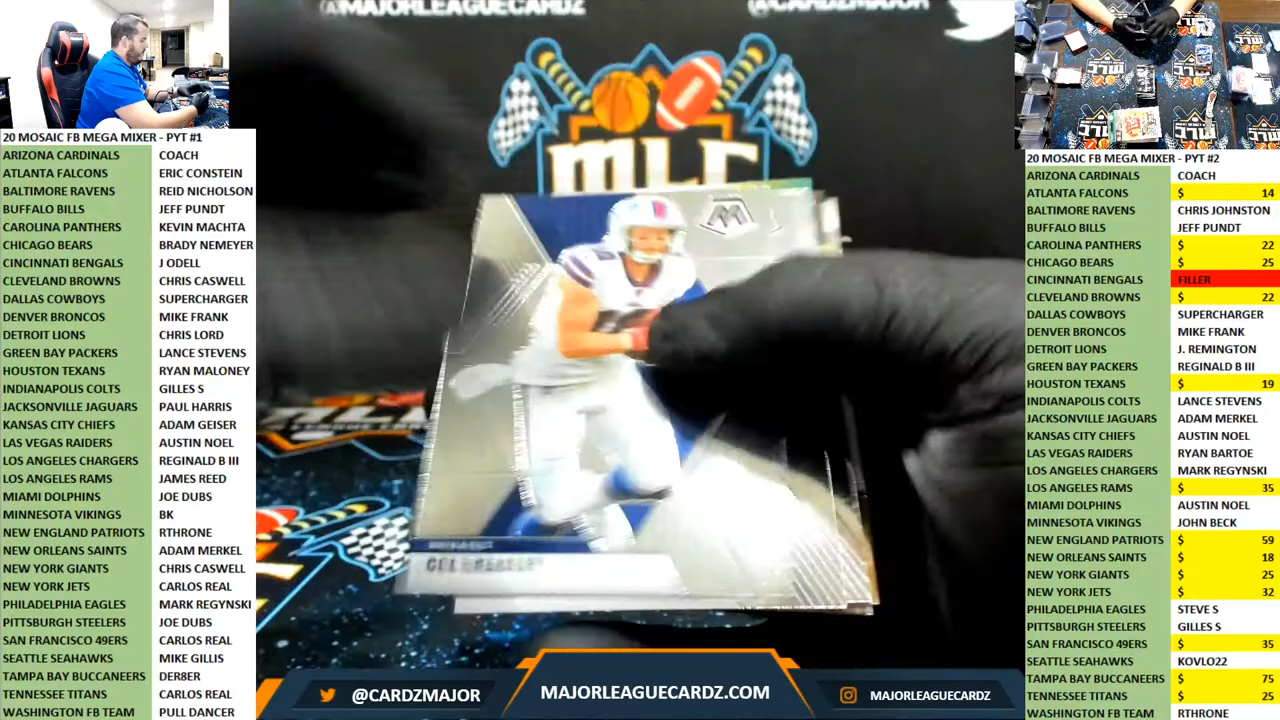 @MAJORLEAGUECARDZ
@CARDZMAJOR
MLC
20 MOSAIC FB MEGA MIXER - PYT #1
ARIZONA CARDINALS COACH
ATLANTA FALCONS ERIC CONSTEIN
BALTIMORE RAVENS REID NICHOLSON
BUFFALO BILLS JEFF PUNDT
CAROLINA PANTHERS KEVIN MACHTA
CHICAGO BEARS BRADY NEMEYER
CINCINNATI BENGALS J ODELL
CLEVELAND BROWNS CHRIS CASWELL
DALLAS COWBOYS SUPERCHARGER
DENVER BRONCOS MIKE FRANK
DETROIT LIONS CHRIS LORD
GREEN BAY PACKERS LANCE STEVENS
HOUSTON TEXANS RYAN MALONEY
INDIANAPOLIS COLTS GILLES S
JACKSONVILLE JAGUARS PAUL HARRIS
KANSAS CITY CHIEFS ADAM GEISER
LAS VEGAS RAIDERS AUSTIN NOEL
LOS ANGELES CHARGERS REGINALD B III
LOS ANGELES RAMS JAMES REED
MIAMI DOLPHINS JOE DUBS
MINNESOTA VIKINGS BK
NEW ENGLAND PATRIOTS RTHRONE
NEW ORLEANS SAINTS ADAM MERKEL
NEW YORK GIANTS CHRIS CASWELL
NEW YORK JETS CARLOS REAL
PHILADELPHIA EAGLES MARK REGYNSKI
PITTSBURGH STEELERS JOE DUBS
SAN FRANCISCO 49ERS CARLOS REAL
SEATTLE SEAHAWKS MIKE GILLIS
TAMPA BAY BUCCANEERS DER8ER
TENNESSEE TITANS CARLOS REAL
WASHINGTON FB TEAM PULL DANCER
20 MOSAIC FB MEGA MIXER - PYT #2
ARIZONA CARDINALS COACH
ATLANTA FALCONS $ 14
BALTIMORE RAVENS CHRIS JOHNSTON
BUFFALO BILLS JEFF PUNDT
CAROLINA PANTHERS $ 22
CHICAGO BEARS $ 25
CINCINNATI BENGALS FILLER
CLEVELAND BROWNS $ 22
DALLAS COWBOYS SUPERCHARGER
DENVER BRONCOS MIKE FRANK
DETROIT LIONS J. REMINGTON
GREEN BAY PACKERS REGINALD B III
HOUSTON TEXANS $ 19
INDIANAPOLIS COLTS LANCE STEVENS
JACKSONVILLE JAGUARS ADAM MERKEL
KANSAS CITY CHIEFS AUSTIN NOEL
LAS VEGAS RAIDERS RYAN BARTOE
LOS ANGELES CHARGERS MARK REGYNSKI
LOS ANGELES RAMS $ 35
MIAMI DOLPHINS AUSTIN NOEL
MINNESOTA VIKINGS JOHN BECK
NEW ENGLAND PATRIOTS $ 59
NEW ORLEANS SAINTS $ 18
NEW YORK GIANTS $ 25
NEW YORK JETS $ 32
PHILADELPHIA EAGLES STEVE S
PITTSBURGH STEELERS GILLES S
SAN FRANCISCO 49ERS $ 35
SEATTLE SEAHAWKS KOVLO22
TAMPA BAY BUCCANEERS $ 75
TENNESSEE TITANS $ 25
WASHINGTON FB TEAM RTHRONE
@CARDZMAJOR
MAJORLEAGUECARDZ.COM
MAJORLEAGUECARDZ